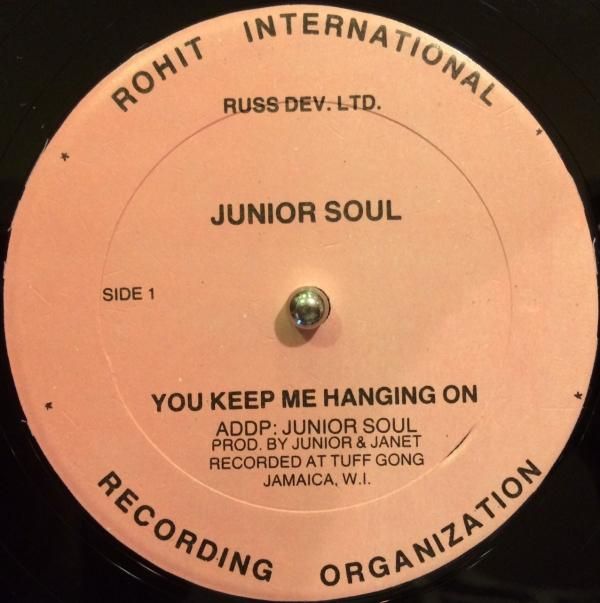 ROHIT INTERNATIONAL
RUSS DEV. LTD.
JUNIOR SOUL
SIDE 1
YOU KEEP ME HANGING ON
ADDP: JUNIOR SOUL
PROD. BY JUNIOR & JANET
RECORDED AT TUFF GONG
JAMAICA, W.I.
RECORDING ORGANIZATION